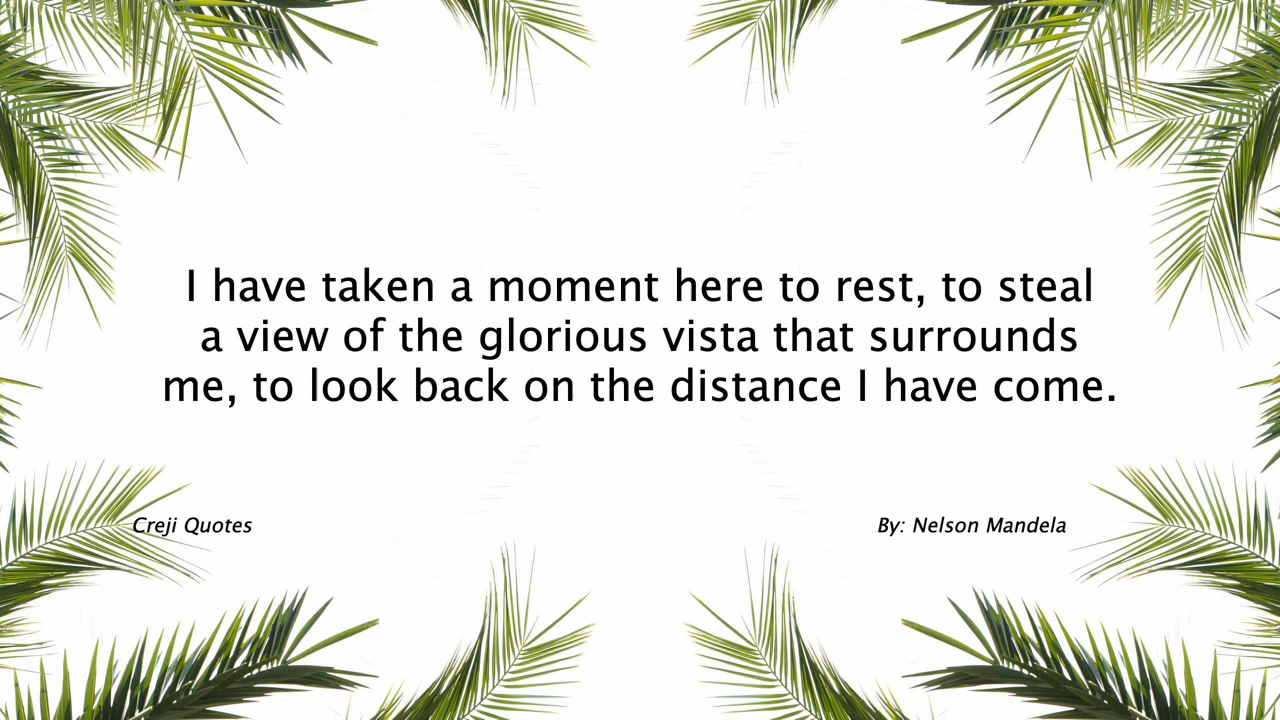 I have taken a moment here to rest, to steal
a view of the glorious vista that surrounds
me, to look back on the distance I have come.
Creji Quotes
By: Nelson Mandela